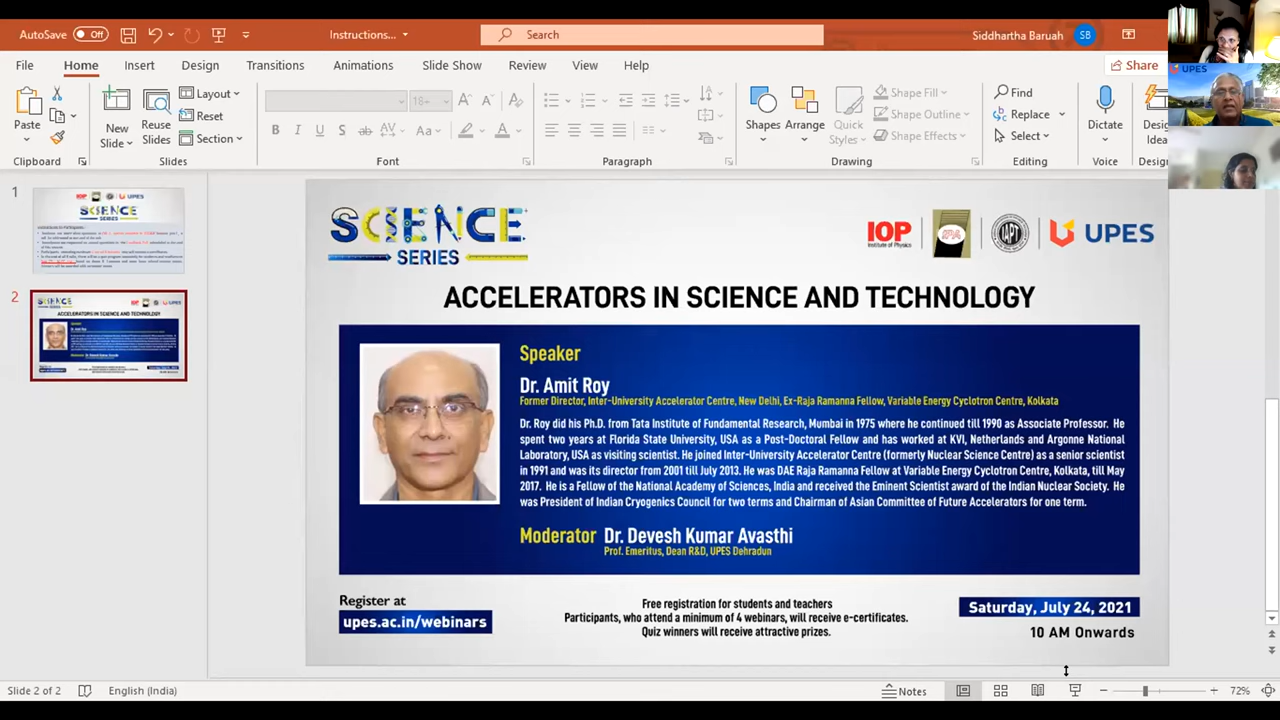 AutoSave Off
Instructions...
Search
Siddhartha Baruah SB
File Home Insert Design Transitions Animations Slide Show Review View Help Share
Paste
New Slide
Reuse Slides
Layout
Reset
Section
16
Shapes
Arrange
Quick Styles
Shape Fill
Shape Outline
Shape Effects
Find
Replace
Select
Dictate
Clipboard Slides Font Paragraph Drawing Editing Voice
UPES
1
2
SCIENCE
SERIES
IOP
Institute of Physics
IAPT
UPES
ACCELERATORS IN SCIENCE AND TECHNOLOGY
Speaker
Dr. Amit Roy
Former Director, Inter-University Accelerator Centre, New Delhi, Ex-Raja Ramanna Fellow, Variable Energy Cyclotron Centre, Kolkata
Dr. Roy did his Ph.D. from Tata Institute of Fundamental Research, Mumbai in 1975 where he continued till 1990 as Associate Professor. He
spent two years at Florida State University, USA as a Post-Doctoral Fellow and has worked at KVI, Netherlands and Argonne National
Laboratory, USA as visiting scientist. He joined Inter-University Accelerator Centre (formerly Nuclear Science Centre) as a senior scientist
in 1991 and was its director from 2001 till July 2013. He was DAE Raja Ramanna Fellow at Variable Energy Cyclotron Centre, Kolkata, till May
2017. He is a Fellow of the National Academy of Sciences, India and received the Eminent Scientist award of the Indian Nuclear Society. He
was President of Indian Cryogenics Council for two terms and Chairman of Asian Committee of Future Accelerators for one term.
Moderator Dr. Devesh Kumar Avasthi
Prof. Emeritus, Dean R&D, UPES Dehradun
Register at
upes.ac.in/webinars
Free registration for students and teachers
Participants, who attend a minimum of 4 webinars, will receive e-certificates.
Quiz winners will receive attractive prizes.
Saturday, July 24, 2021
10 AM Onwards
Slide 2 of 2
English (India)
Notes
72%